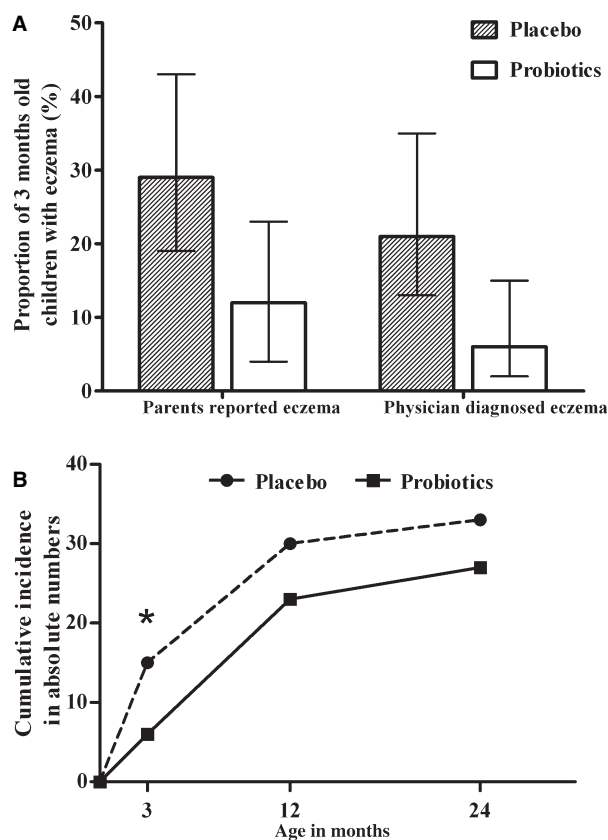 A
50
40
30
20
10
0
Proportion of 3 months old
children with eczema (%)
Placebo
Probiotics
Parents reported eczema
Physician diagnosed eczema
B
40
30
20
10
0
Cumulative incidence
in absolute numbers
Placebo
Probiotics
*
3
12
24
Age in months